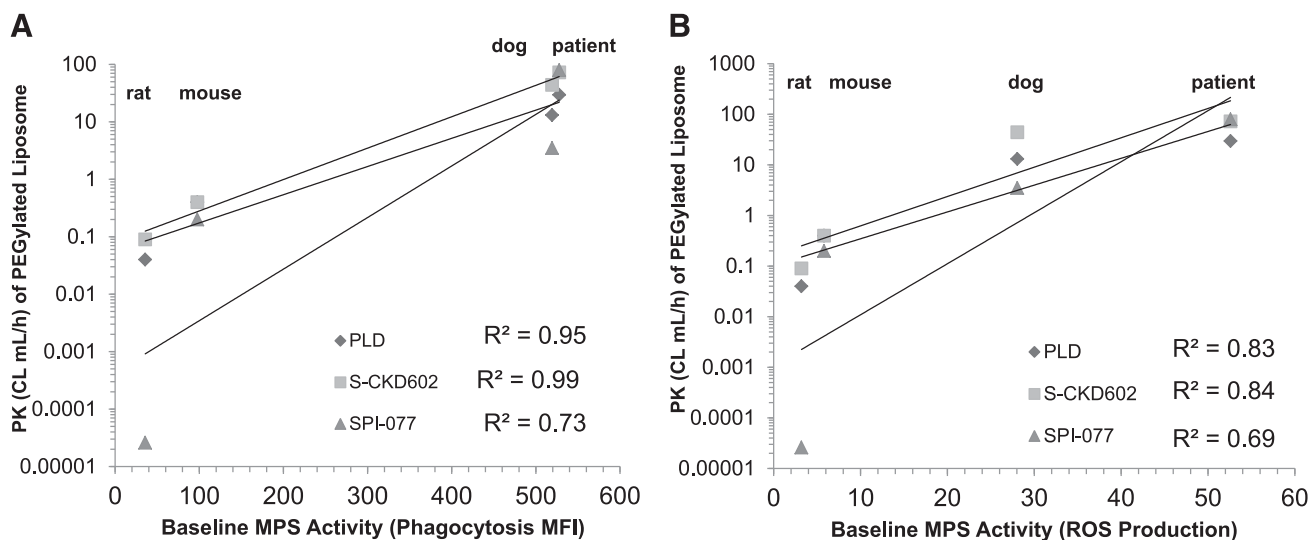 A
dog patient
rat mouse
PK (CL mL/h) of PEGylated Liposome
100
10
1
0.1
0.01
0.001
0.0001
0.00001
PLD R² = 0.95
S-CKD602 R² = 0.99
SPI-077 R² = 0.73
0 100 200 300 400 500 600
Baseline MPS Activity (Phagocytosis MFI)
B
rat mouse dog patient
PK (CL mL/h) of PEGylated Liposome
10000
1000
100
10
1
0.1
0.01
0.001
0.0001
0.00001
PLD R² = 0.83
S-CKD602 R² = 0.84
SPI-077 R² = 0.69
0 10 20 30 40 50 60
Baseline MPS Activity (ROS Production)